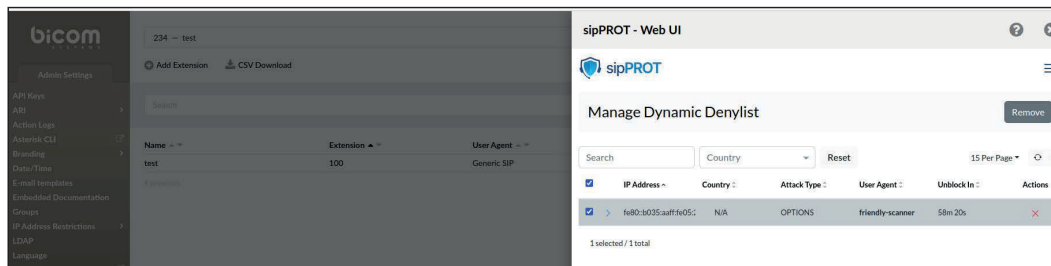 bicom
SYSTEMS
Admin Settings
API Keys
ARI
Action Logs
Asterisk CLI
Branding
Date/Time
E-mail templates
Embedded Documentation
Groups
IP Address Restrictions
LDAP
Language
234 — test
Add Extension CSV Download
Search
Name Extension User Agent
test 100 Generic SIP
sipPROT - Web UI
sipPROT
Manage Dynamic Denylist Remove
Search Country Reset 15 Per Page
IP Address Country Attack Type User Agent Unblock In Actions
fe80::b035:aaff:fe05:2 N/A OPTIONS friendly-scanner 58m 20s
1 selected / 1 total